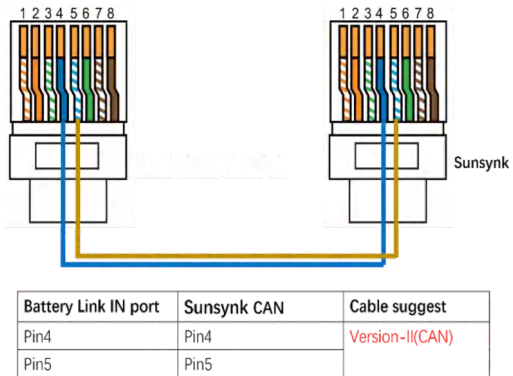 1 2 3 4 5 6 7 8
1 2 3 4 5 6 7 8
Sunsynk
Battery Link IN port Sunsynk CAN Cable suggest
Pin4 Pin4 Version-II(CAN)
Pin5 Pin5